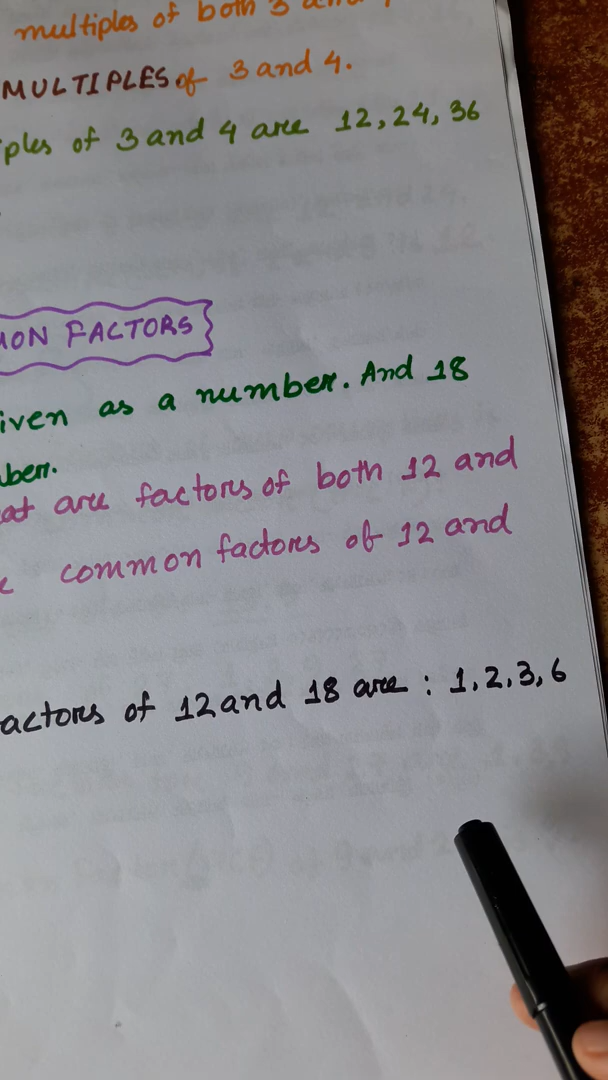 multiples of both 3 and
MULTIPLES of 3 and 4.
ples of 3 and 4 are 12, 24, 36
MON FACTORS
iven as a number. And 18
ber.
at are factors of both 12 and
e common factors of 12 and
actors of 12 and 18 are : 1, 2, 3, 6